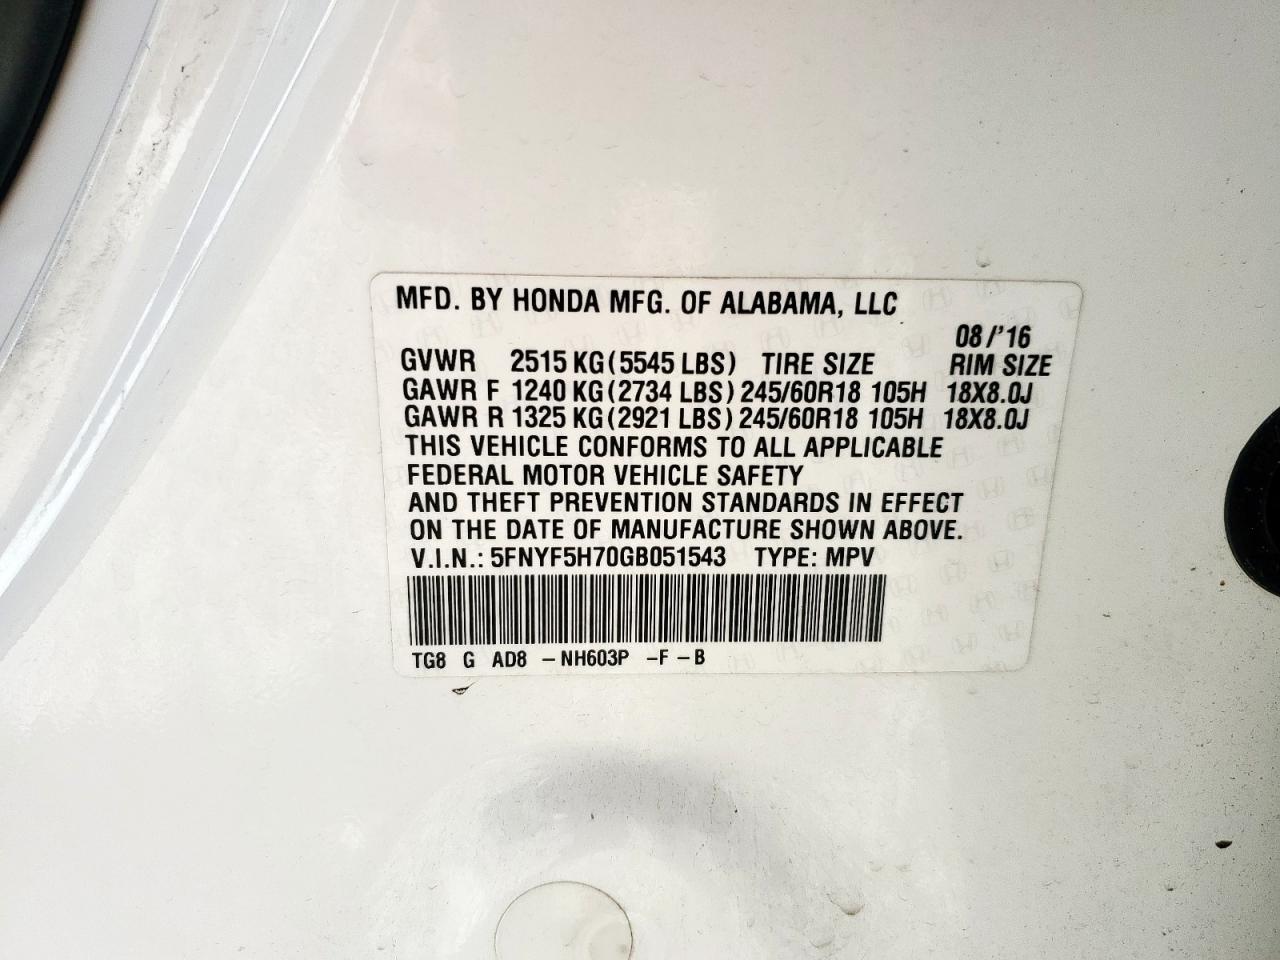 MFD. BY HONDA MFG. OF ALABAMA, LLC
08/'16
GVWR 2515 KG(5545 LBS) TIRE SIZE RIM SIZE
GAWR F 1240 KG(2734 LBS) 245/60R18 105H 18X8.0J
GAWR R 1325 KG(2921 LBS) 245/60R18 105H 18X8.0J
THIS VEHICLE CONFORMS TO ALL APPLICABLE
FEDERAL MOTOR VEHICLE SAFETY
AND THEFT PREVENTION STANDARDS IN EFFECT
ON THE DATE OF MANUFACTURE SHOWN ABOVE.
V.I.N.: 5FNYF5H70GB051543 TYPE: MPV
TG8 G AD8 -NH603P -F -B